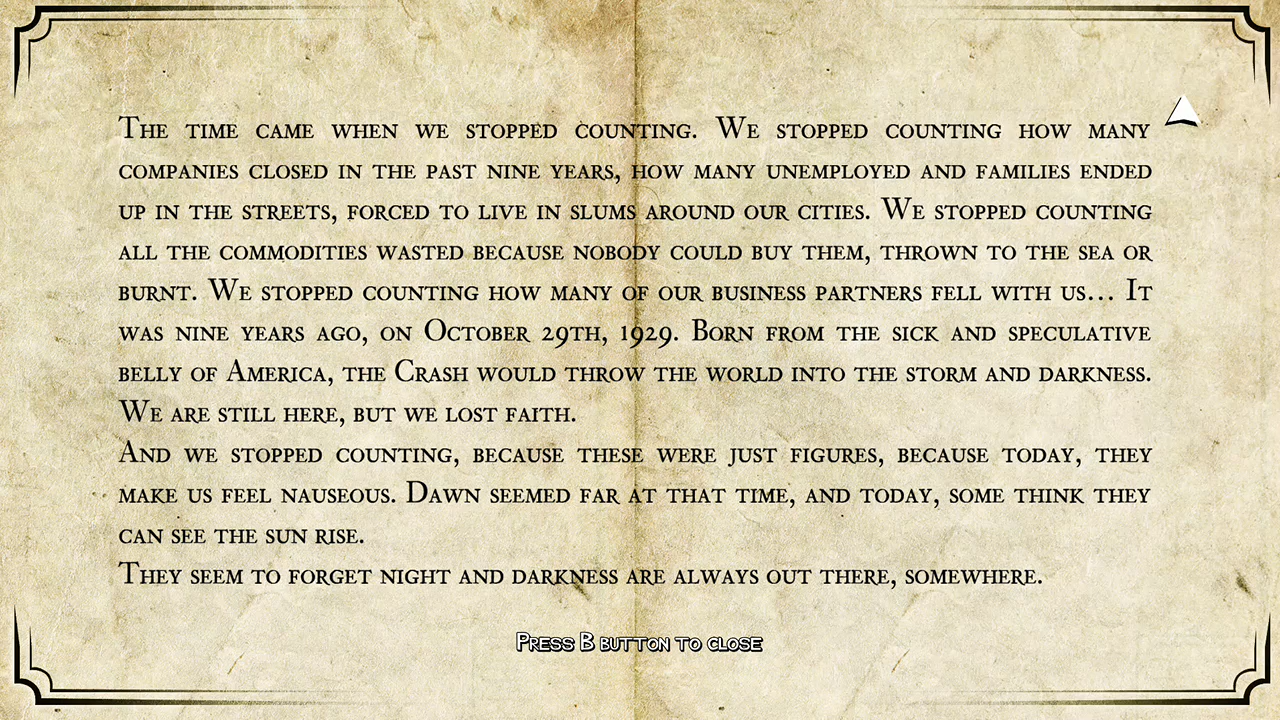 The time came when we stopped counting. We stopped counting how many
companies closed in the past nine years, how many unemployed and families ended
up in the streets, forced to live in slums around our cities. We stopped counting
all the commodities wasted because nobody could buy them, thrown to the sea or
burnt. We stopped counting how many of our business partners fell with us... It
was nine years ago, on October 29th, 1929. Born from the sick and speculative
belly of America, the Crash would throw the world into the storm and darkness.
We are still here, but we lost faith.
And we stopped counting, because these were just figures, because today, they
make us feel nauseous. Dawn seemed far at that time, and today, some think they
can see the sun rise.
They seem to forget night and darkness are always out there, somewhere.
Press B button to close